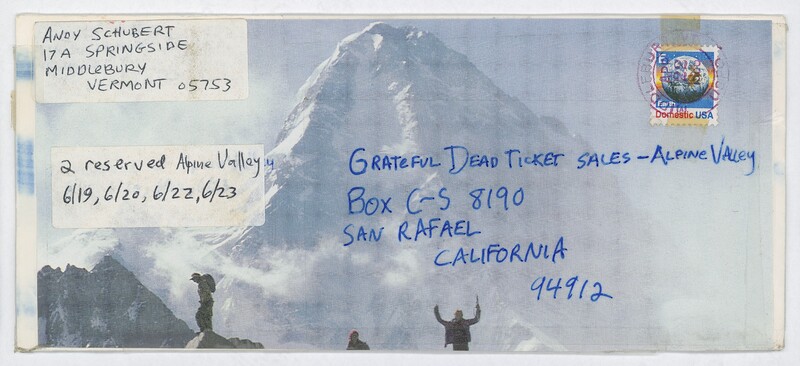 ANDY SCHUBERT
17A SPRINGSIDE
MIDDLEBURY
VERMONT 05753
2 reserved Alpine Valley
6/19, 6/20, 6/22, 6/23
GRATEFUL DEAD TICKET SALES - ALPINE VALLEY
BOX C-S 8190
SAN RAFAEL
CALIFORNIA
94912
E
Earth
Domestic USA